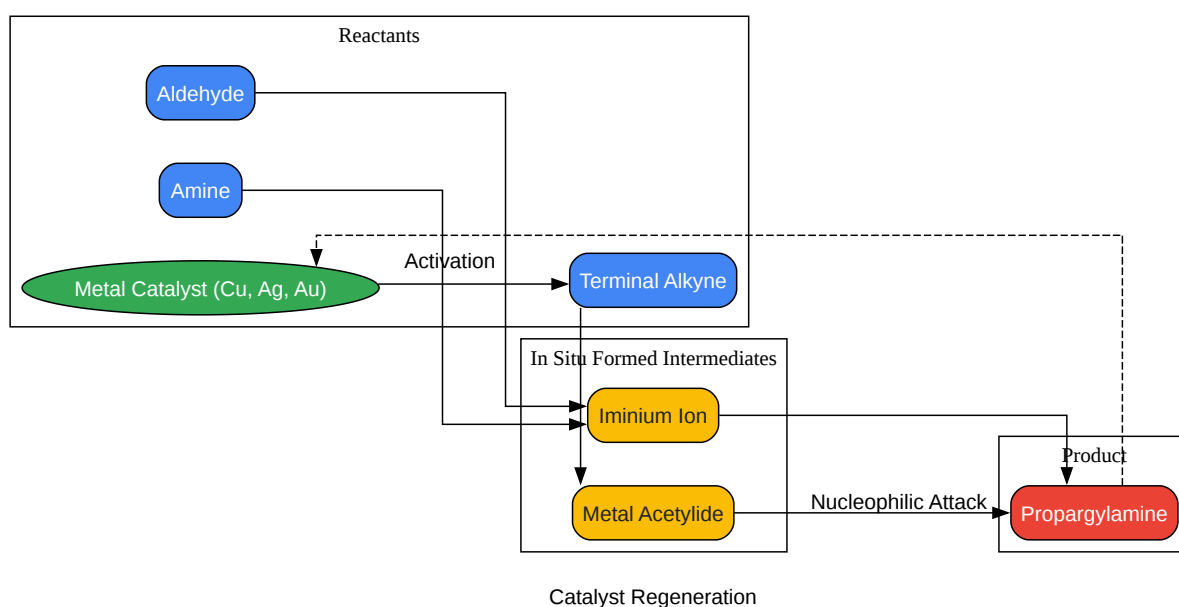 Reactants
Aldehyde
Amine
Metal Catalyst (Cu, Ag, Au)
Activation
Terminal Alkyne
In Situ Formed Intermediates
Iminium Ion
Metal Acetylide
Nucleophilic Attack
Product
Propargylamine
Catalyst Regeneration